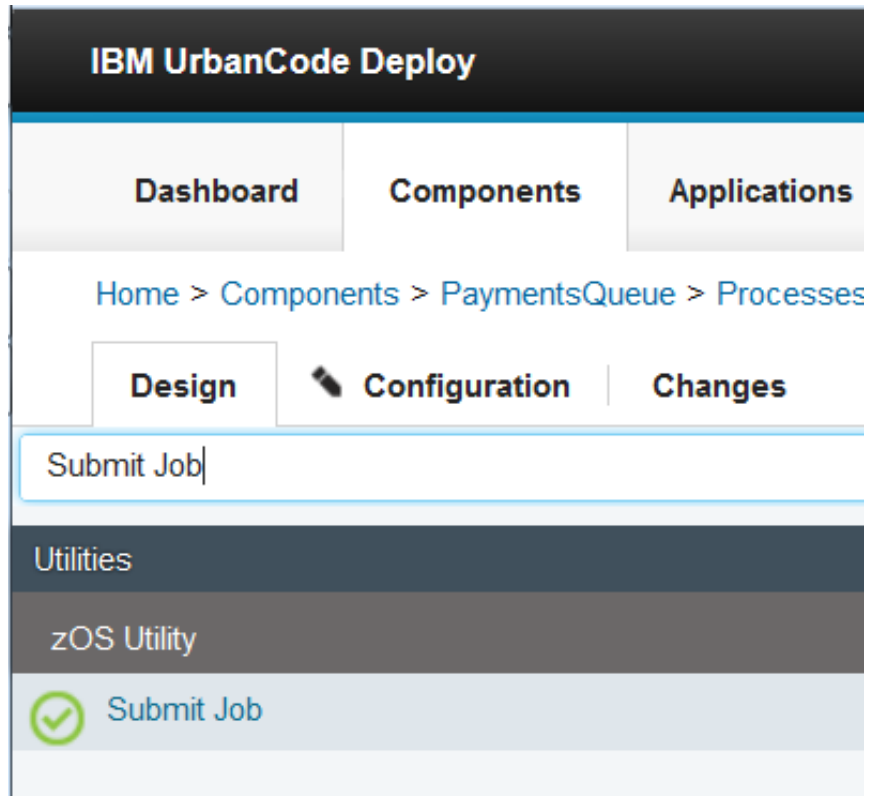 IBM UrbanCode Deploy
Dashboard Components Applications
Home > Components > PaymentsQueue > Processes
Design Configuration Changes
Submit Job
Utilities
zOS Utility
Submit Job